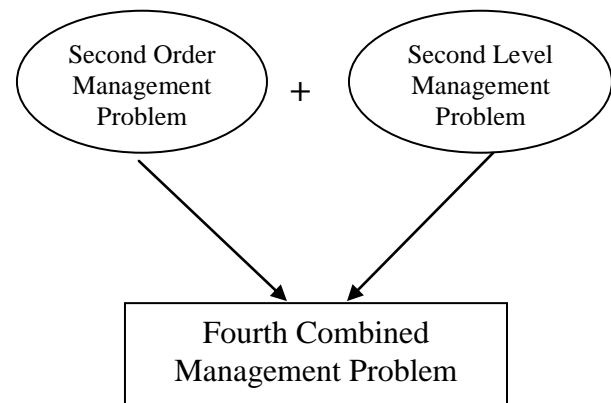 Second Order
Management
Problem
+
Second Level
Management
Problem
Fourth Combined
Management Problem